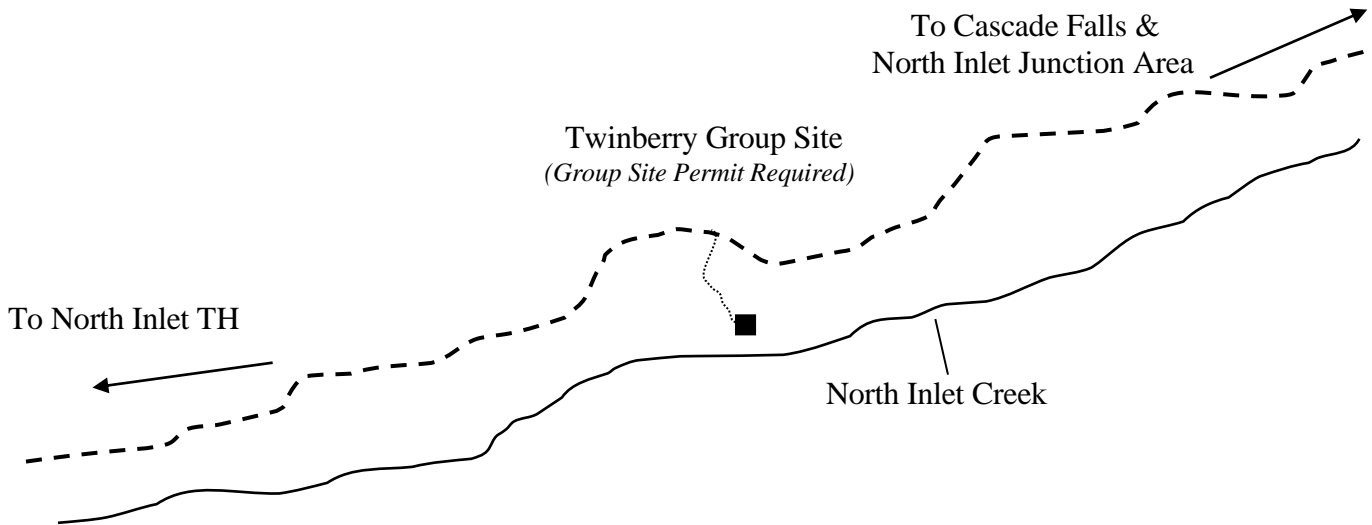 To Cascade Falls &
North Inlet Junction Area
Twinberry Group Site
(Group Site Permit Required)
To North Inlet TH
North Inlet Creek